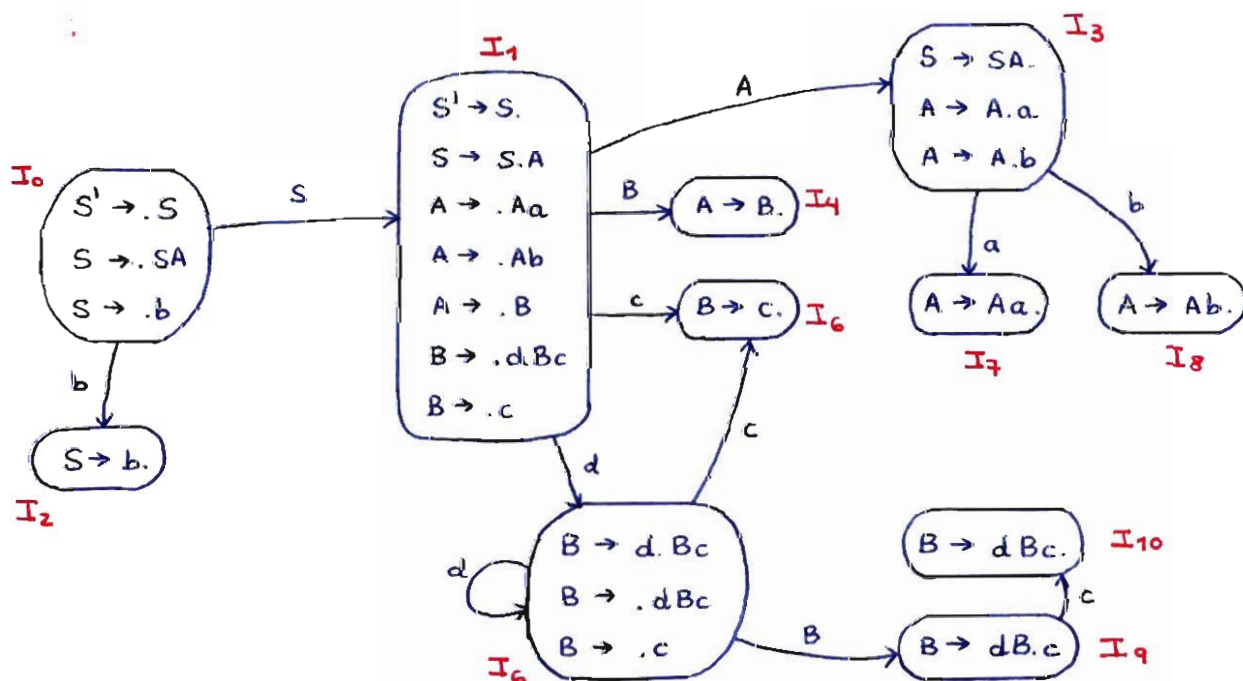 I0
S' → . S
S → . SA
S → . b
S
b
S → b.
I2
I1
S' → S.
S → S.A
A → . Aa
A → . Ab
A → . B
B → . d Bc
B → . c
A
B
c
d
I3
S → SA.
A → A.a
A → A.b
a
b
A → B. I4
B → c. I6
A → Aa.
I7
A → Ab.
I8
c
d
B → d. Bc
B → . dBc
B → . c
I6
B
B → dBc. I10
c
B → dB.c I9